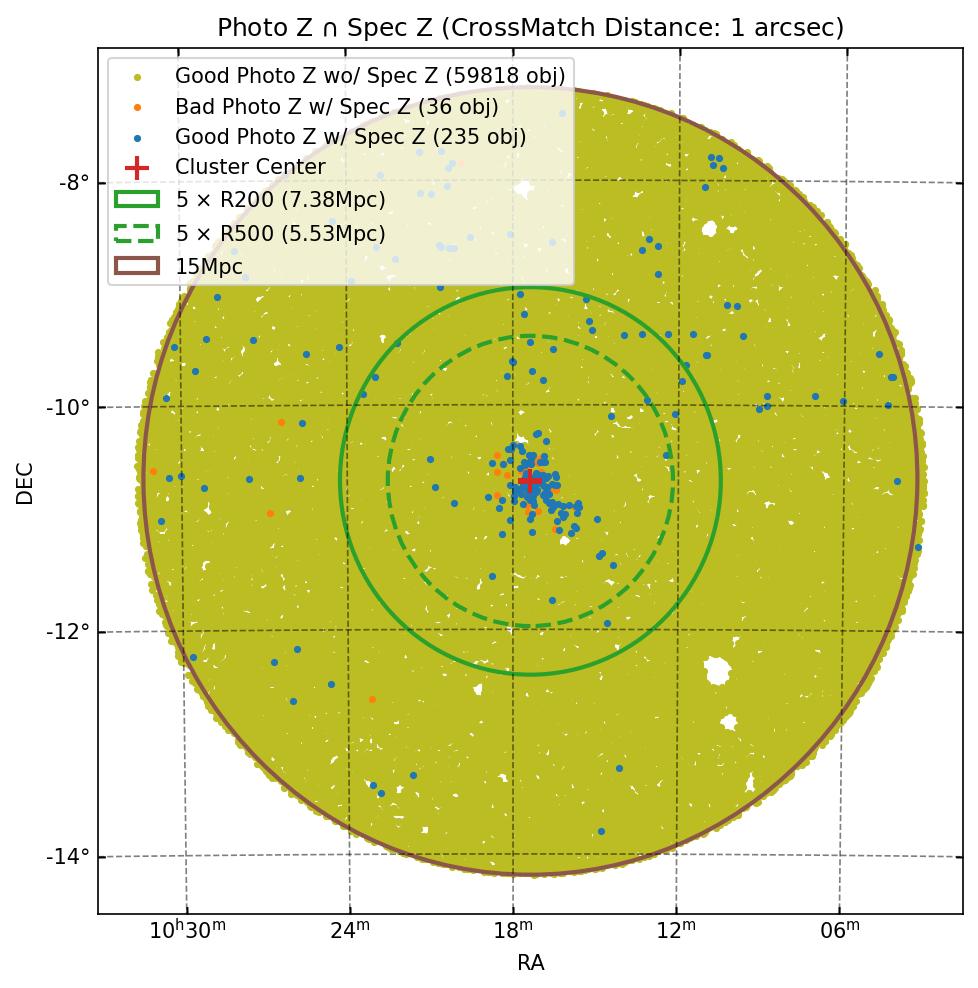 Photo Z ∩ Spec Z (CrossMatch Distance: 1 arcsec)
Good Photo Z wo/ Spec Z (59818 obj)
Bad Photo Z w/ Spec Z (36 obj)
Good Photo Z w/ Spec Z (235 obj)
Cluster Center
5 × R200 (7.38Mpc)
5 × R500 (5.53Mpc)
15Mpc
-8°
-10°
-12°
-14°
DEC
10ʰ30ᵐ 24ᵐ 18ᵐ 12ᵐ 06ᵐ
RA